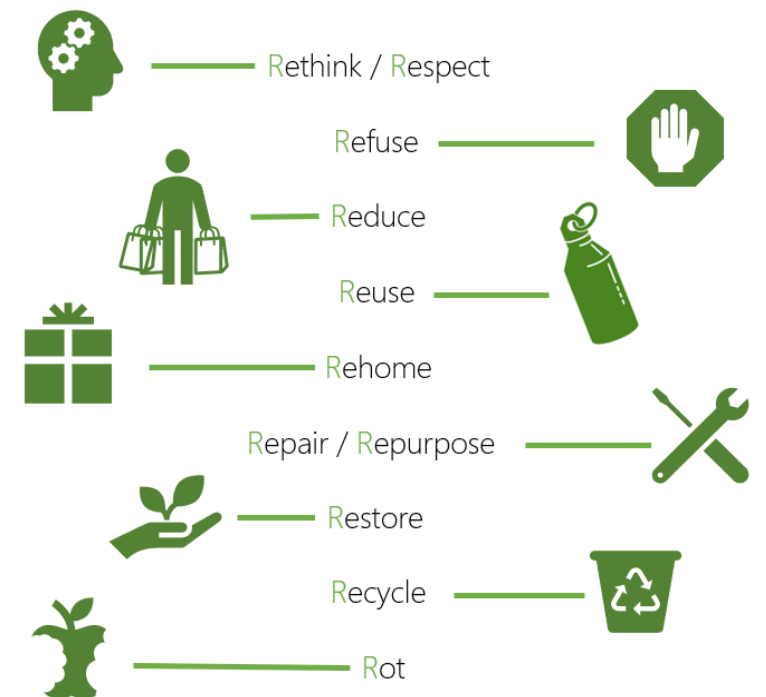 Rethink / Respect
Refuse
Reduce
Reuse
Rehome
Repair / Repurpose
Restore
Recycle
Rot